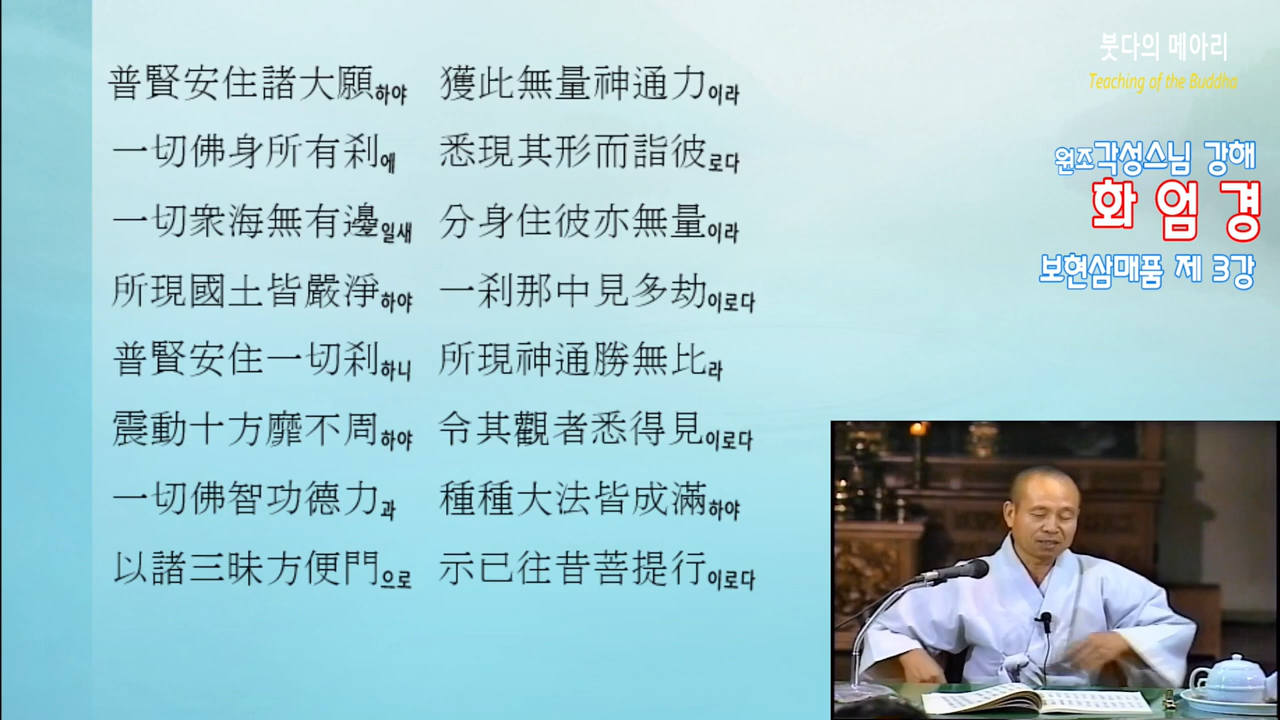 普賢安住諸大願하야 獲此無量神通力이라
一切佛身所有刹에 悉現其形而詣彼로다
一切衆海無有邊일새 分身住彼亦無量이라
所現國土皆嚴淨하야 一刹那中見多劫이로다
普賢安住一切刹하니 所現神通勝無比라
震動十方靡不周하야 令其觀者悉得見이로다
一切佛智功德力과 種種大法皆成滿하야
以諸三昧方便門으로 示已往昔菩提行이로다
붓다의 메아리
Teaching of the Buddha
원조각성스님 강해
화엄경
보현삼매품 제 3강